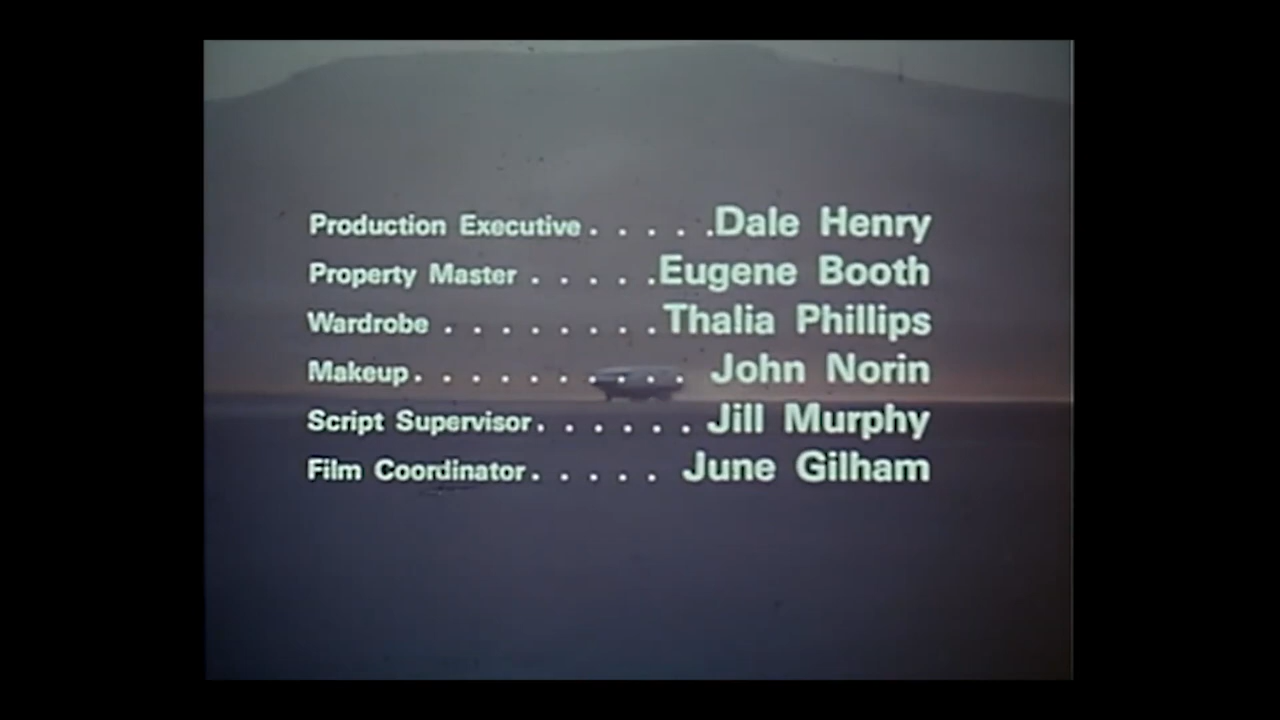 Production Executive . . . . . Dale Henry
Property Master . . . . . Eugene Booth
Wardrobe . . . . . . . . Thalia Phillips
Makeup . . . . . . . . . . John Norin
Script Supervisor . . . . . . Jill Murphy
Film Coordinator . . . . . June Gilham